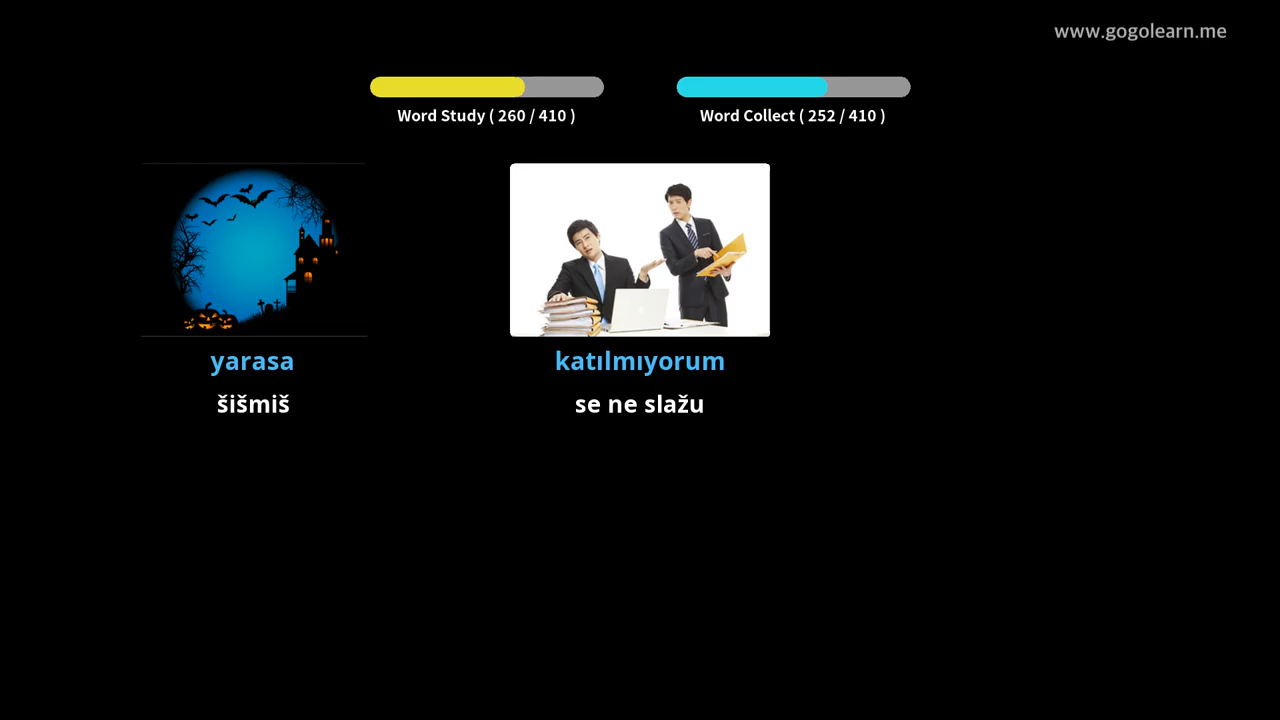 www.gogolearn.me
Word Study ( 260 / 410 )
Word Collect ( 252 / 410 )
yarasa
katılmıyorum
šišmiš
se ne slažu